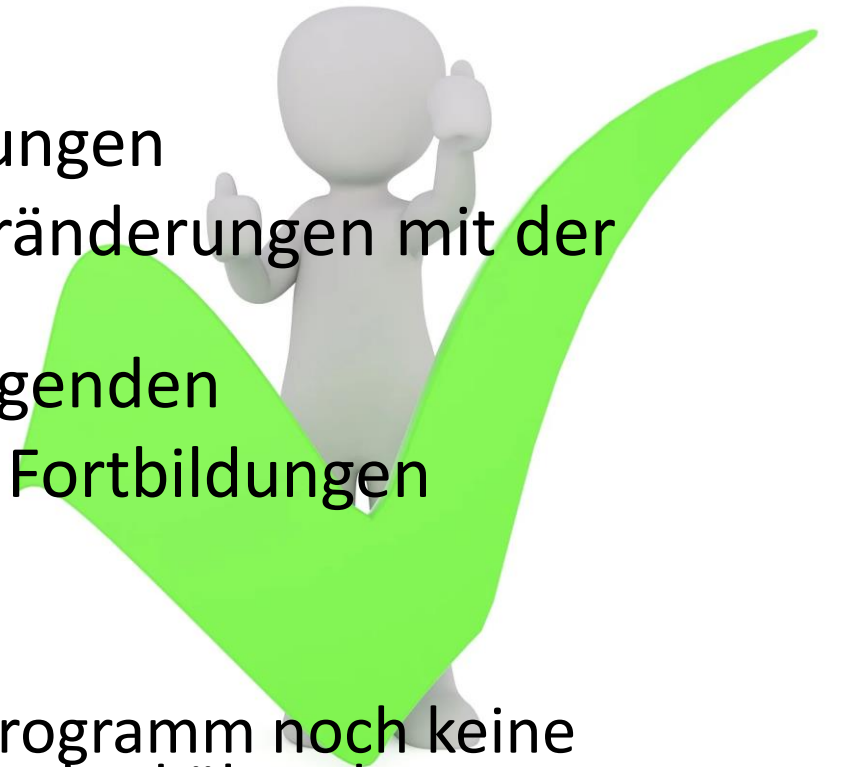 ungen
ränderungen mit der
genden
Fortbildungen
rogramm noch keine